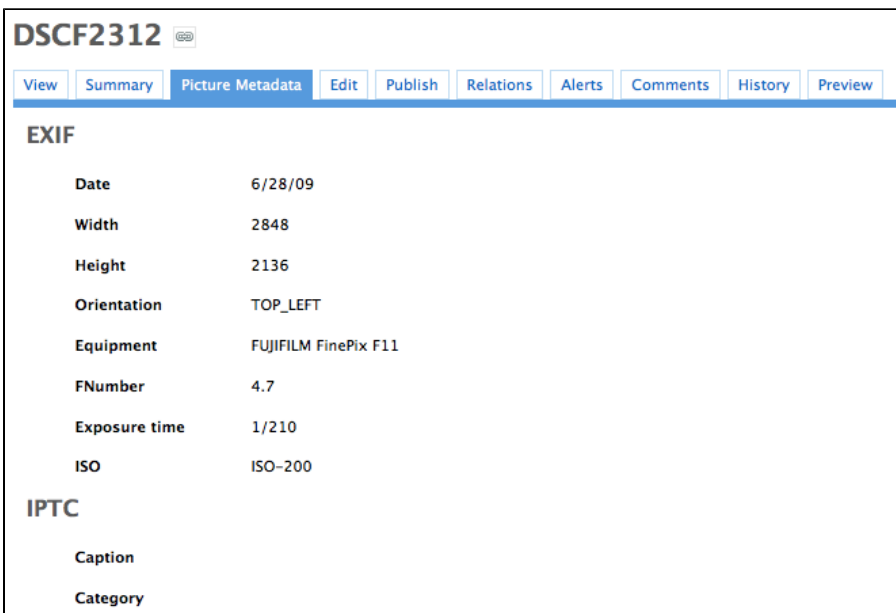 DSCF2312
View Summary Picture Metadata Edit Publish Relations Alerts Comments History Preview
EXIF
Date 6/28/09
Width 2848
Height 2136
Orientation TOP_LEFT
Equipment FUJIFILM FinePix F11
FNumber 4.7
Exposure time 1/210
ISO ISO-200
IPTC
Caption
Category